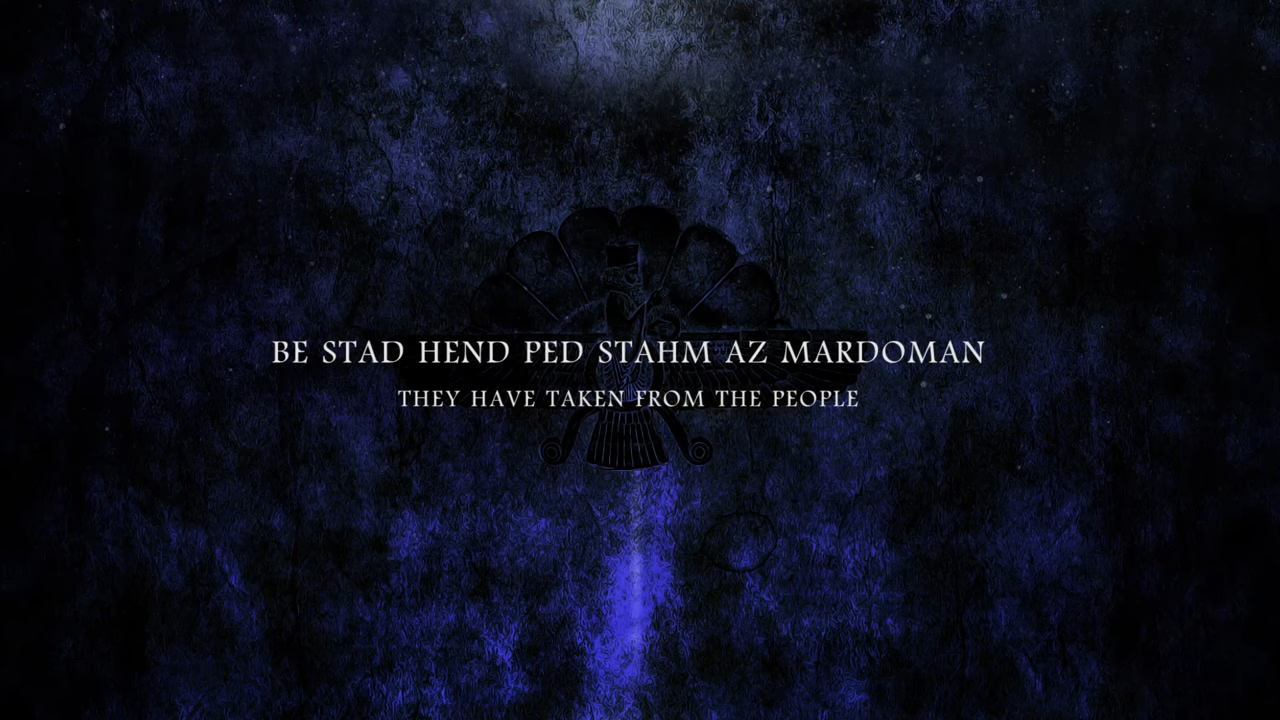 BE STAD HEND PED STAHM AZ MARDOMAN
THEY HAVE TAKEN FROM THE PEOPLE